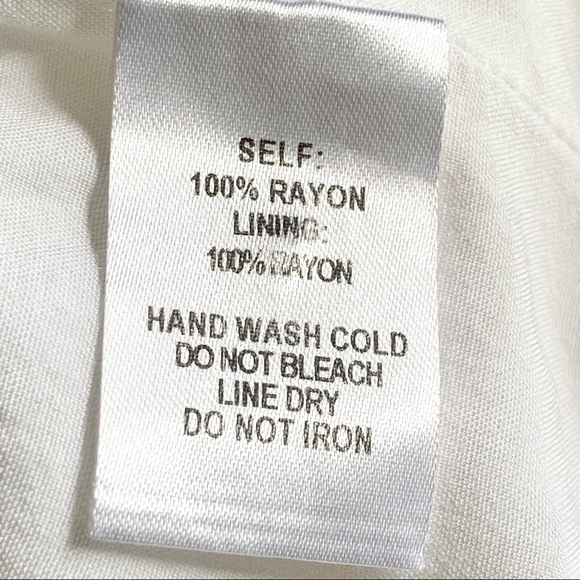 SELF:
100% RAYON
LINING:
100% RAYON
HAND WASH COLD
DO NOT BLEACH
LINE DRY
DO NOT IRON